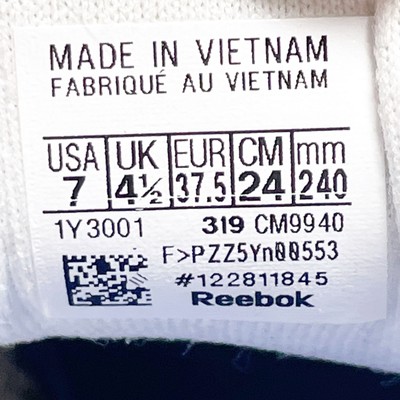 MADE IN VIETNAM
FABRIQUÉ AU VIETNAM
USA UK EUR CM mm
7 4½ 37.5 24 240
1Y3001 319 CM9940
F>PZZ5Yn00553
#122811845
Reebok